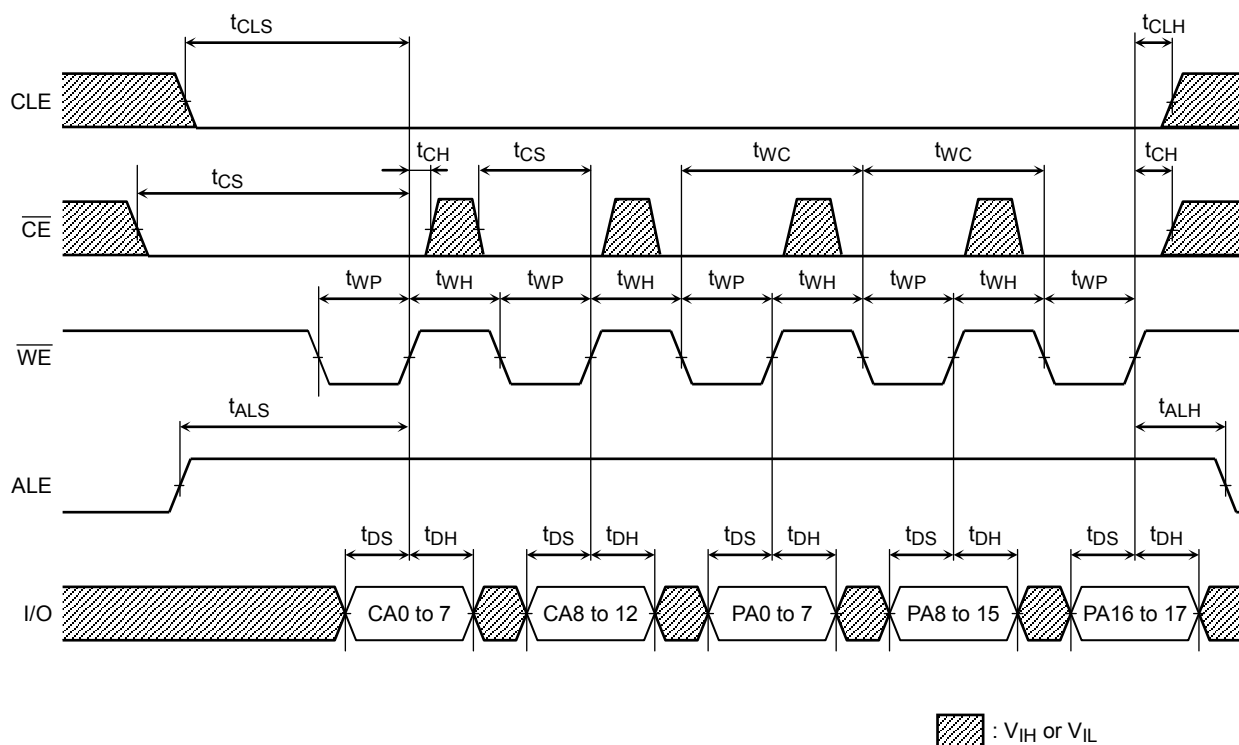 tCLS tCLH
CLE
tCH tCS tWC tWC tCH
tCS
CE
tWP tWH tWP tWH tWP tWH tWP tWH tWP
WE
tALS tALH
ALE
tDS tDH tDS tDH tDS tDH tDS tDH tDS tDH
I/O CA0 to 7 CA8 to 12 PA0 to 7 PA8 to 15 PA16 to 17
: VIH or VIL